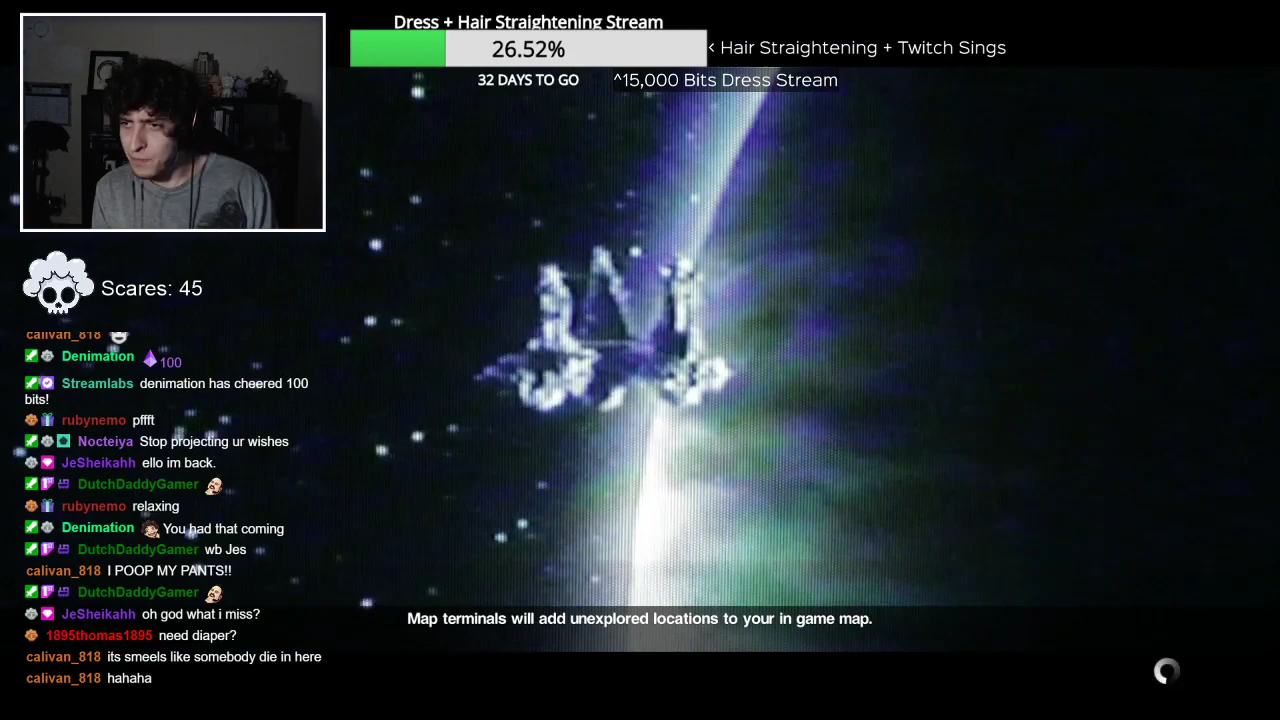 Dress + Hair Straightening Stream
26.52%
< Hair Straightening + Twitch Sings
32 DAYS TO GO
^15,000 Bits Dress Stream
Scares: 45
calivan_818
Denimation 100
Streamlabs denimation has cheered 100
bits!
rubynemo pffft
Nocteiya Stop projecting ur wishes
JeSheikahh ello im back.
DutchDaddyGamer
rubynemo relaxing
Denimation You had that coming
DutchDaddyGamer wb Jes
calivan_818 I POOP MY PANTS!!
DutchDaddyGamer
JeSheikahh oh god what i miss?
1895thomas1895 need diaper?
calivan_818 its smeels like somebody die in here
calivan_818 hahaha
Map terminals will add unexplored locations to your in game map.